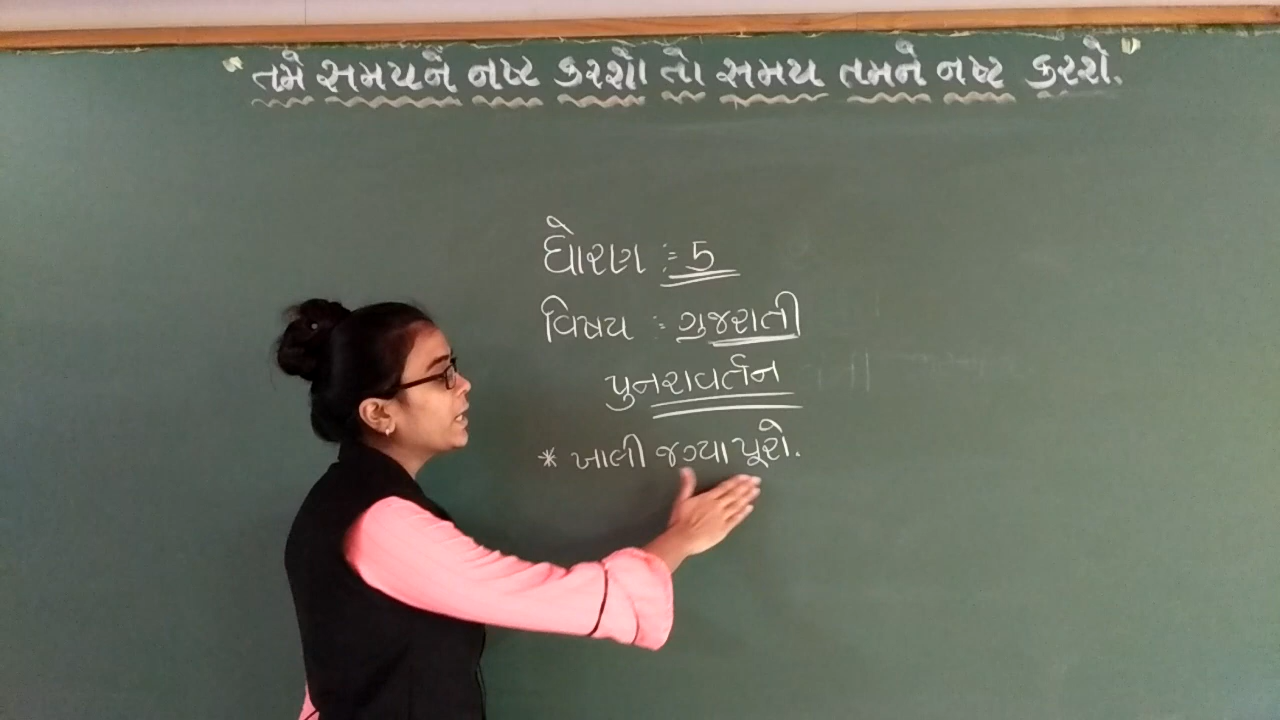 "તમે સમયને નષ્ટ કરશો તો સમય તમને નષ્ટ કરશે."
ધોરણ := 5
વિષય : ગુજરાતી
પુનરાવર્તન
* ખાલી જગ્યા પૂરો.